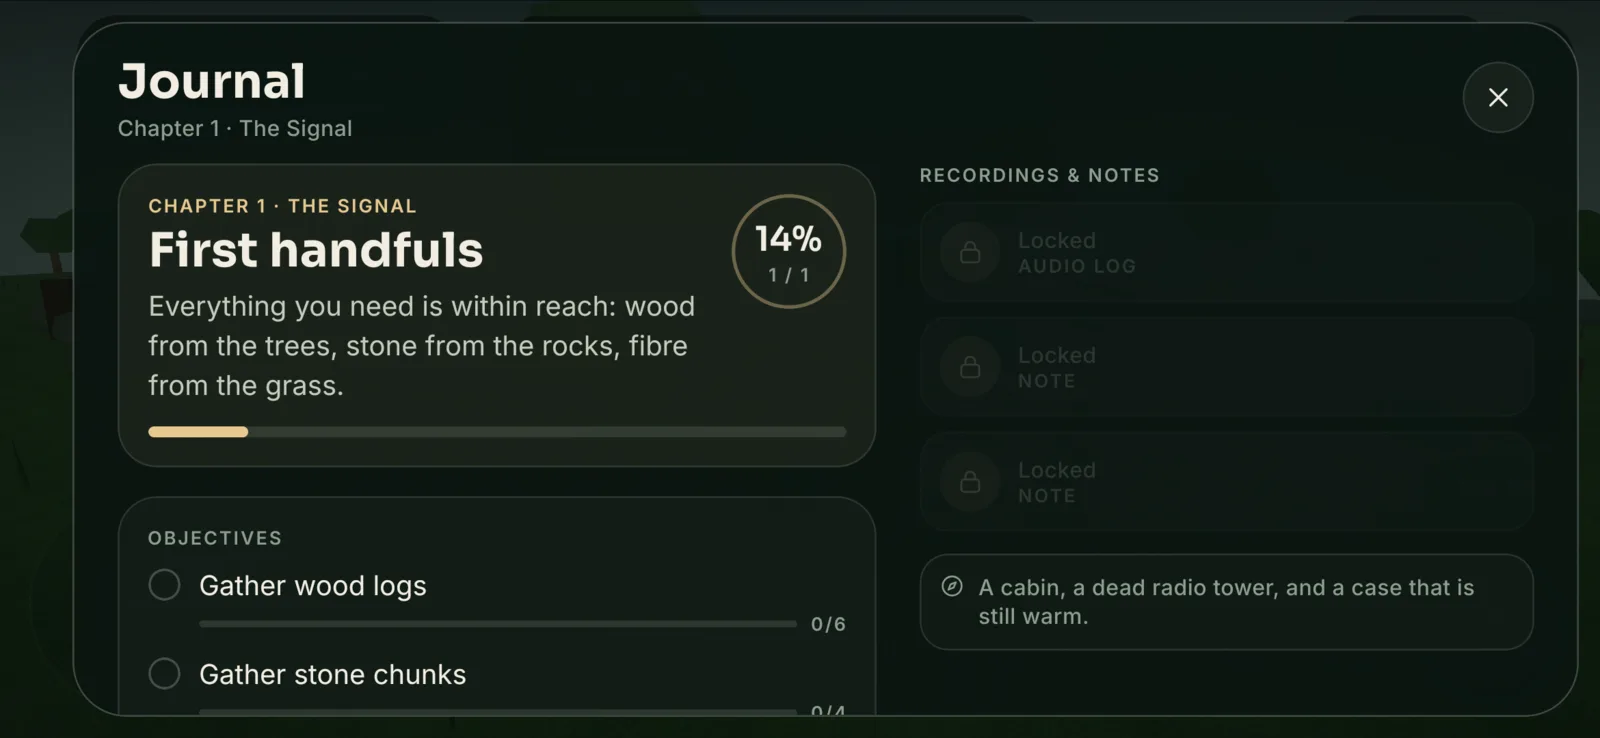 Journal
Chapter 1 · The Signal
CHAPTER 1 · THE SIGNAL
First handfuls
Everything you need is within reach: wood
from the trees, stone from the rocks, fibre
from the grass.
14%
1 / 1
OBJECTIVES
Gather wood logs
0/6
Gather stone chunks
0/4
RECORDINGS & NOTES
Locked
AUDIO LOG
Locked
NOTE
Locked
NOTE
A cabin, a dead radio tower, and a case that is
still warm.